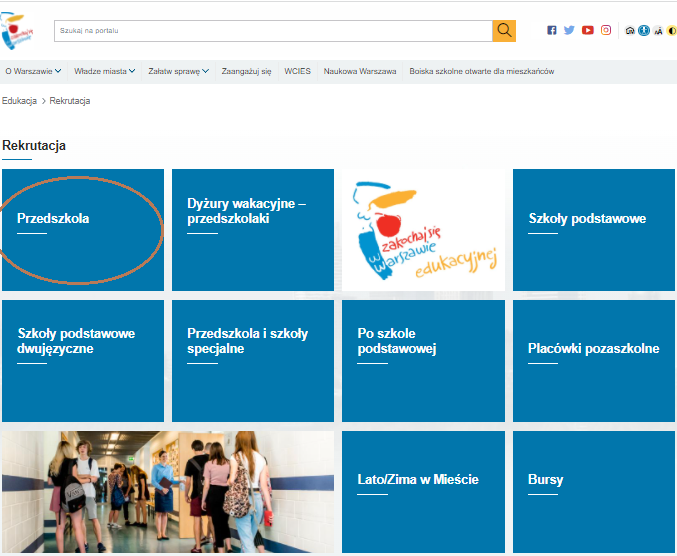 Szukaj na portalu
O Warszawie
Władze miasta
Załatw sprawę
Zaangażuj się
WCIES
Naukowa Warszawa
Boiska szkolne otwarte dla mieszkańców
Edukacja > Rekrutacja
Rekrutacja
Przedszkola
Dyżury wakacyjne –
przedszkolaki
zakochaj się
w Warszawie
edukacyjnej
Szkoły podstawowe
Szkoły podstawowe
dwujęzyczne
Przedszkola i szkoły
specjalne
Po szkole
podstawowej
Placówki pozaszkolne
Lato/Zima w Mieście
Bursy